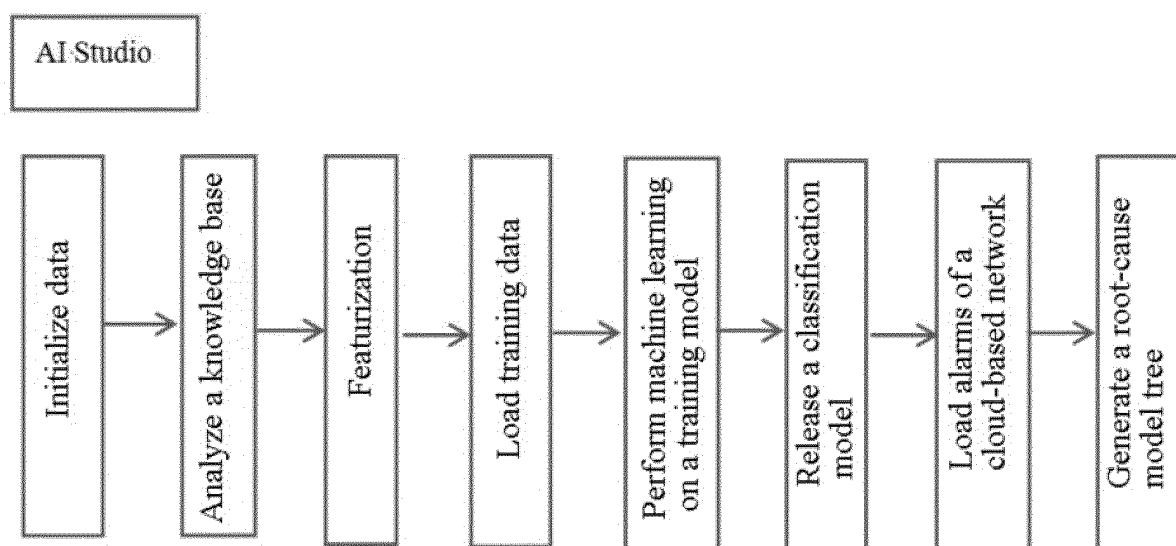 AI Studio
Initialize data
Analyze a knowledge base
Featurization
Load training data
Perform machine learning
on a training model
Release a classification
model
Load alarms of a
cloud-based network
Generate a root-cause
model tree